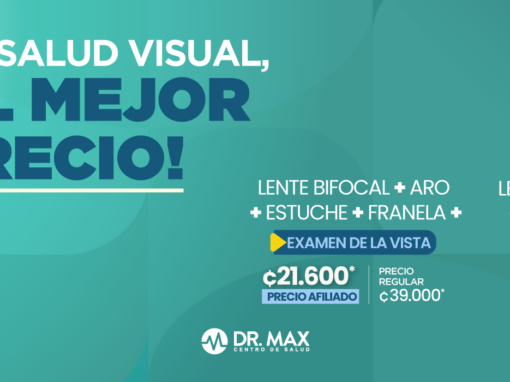 SALUD VISUAL,
L MEJOR
RECIO!
LENTE BIFOCAL + ARO
+ ESTUCHE + FRANELA +
EXAMEN DE LA VISTA
¢21.600*
PRECIO AFILIADO
PRECIO
REGULAR
¢39.000*
LE
DR. MAX
CENTRO DE SALUD